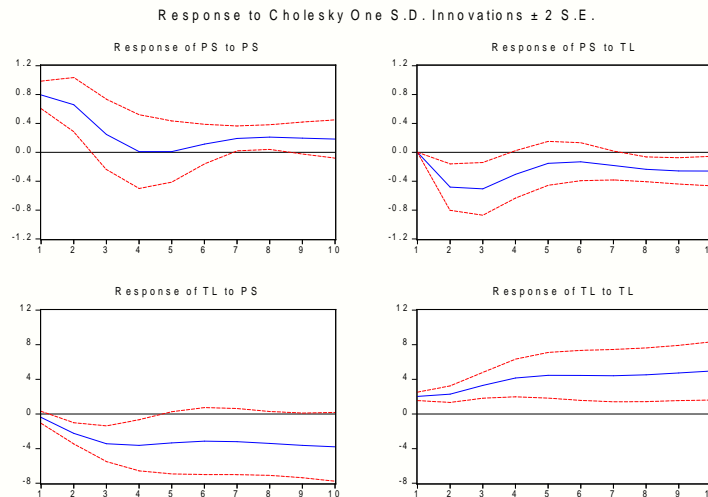 Response to Cholesky One S.D. Innovations ± 2 S.E.
Response of PS to PS
1.2
0.8
0.4
0.0
-0.4
-0.8
-1.2
1 2 3 4 5 6 7 8 9 10
Response of PS to TL
1.2
0.8
0.4
0.0
-0.4
-0.8
-1.2
1 2 3 4 5 6 7 8 9 1
Response of TL to PS
12
8
4
0
-4
-8
1 2 3 4 5 6 7 8 9 10
Response of TL to TL
12
8
4
0
-4
-8
1 2 3 4 5 6 7 8 9 1